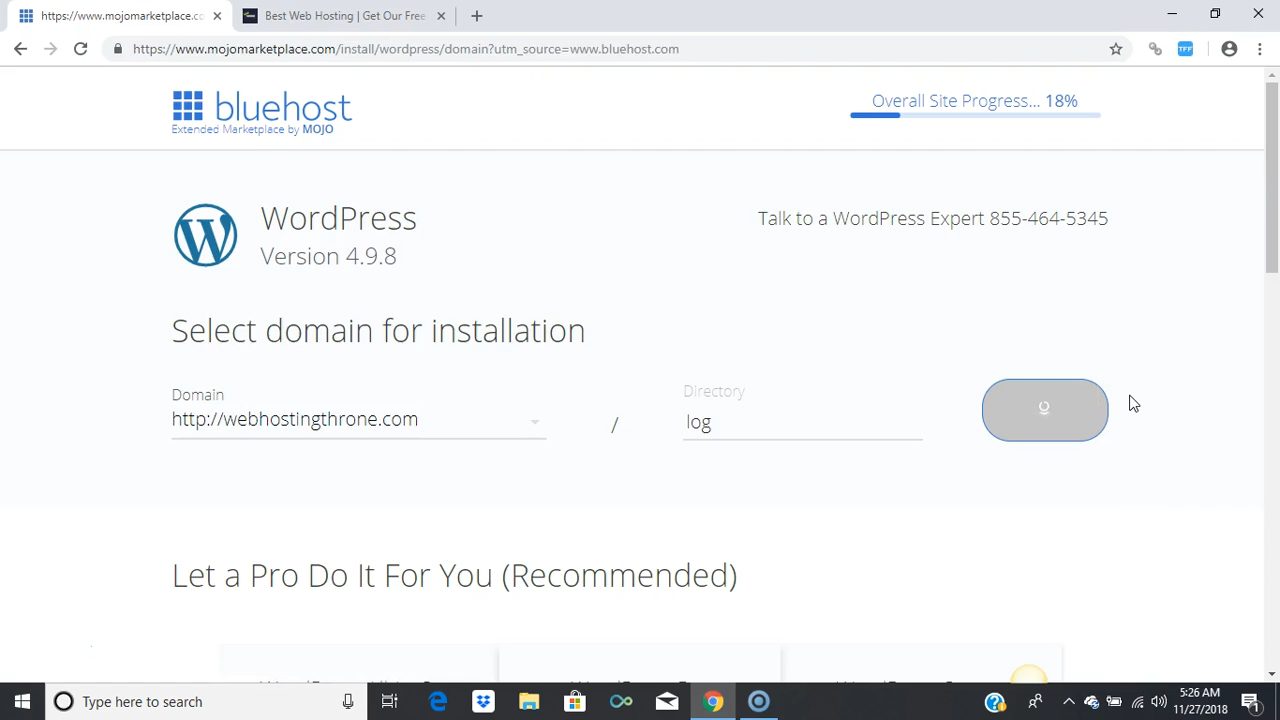 https://www.mojomarketplace.co
Best Web Hosting | Get Our Free
https://www.mojomarketplace.com/install/wordpress/domain?utm_source=www.bluehost.com
TFF
bluehost
Extended Marketplace by MOJO
Overall Site Progress... 18%
WordPress
Version 4.9.8
Talk to a WordPress Expert 855-464-5345
Select domain for installation
Domain
Directory
http://webhostingthrone.com
/
log
Let a Pro Do It For You (Recommended)
Type here to search
5:26 AM
11/27/2018
1